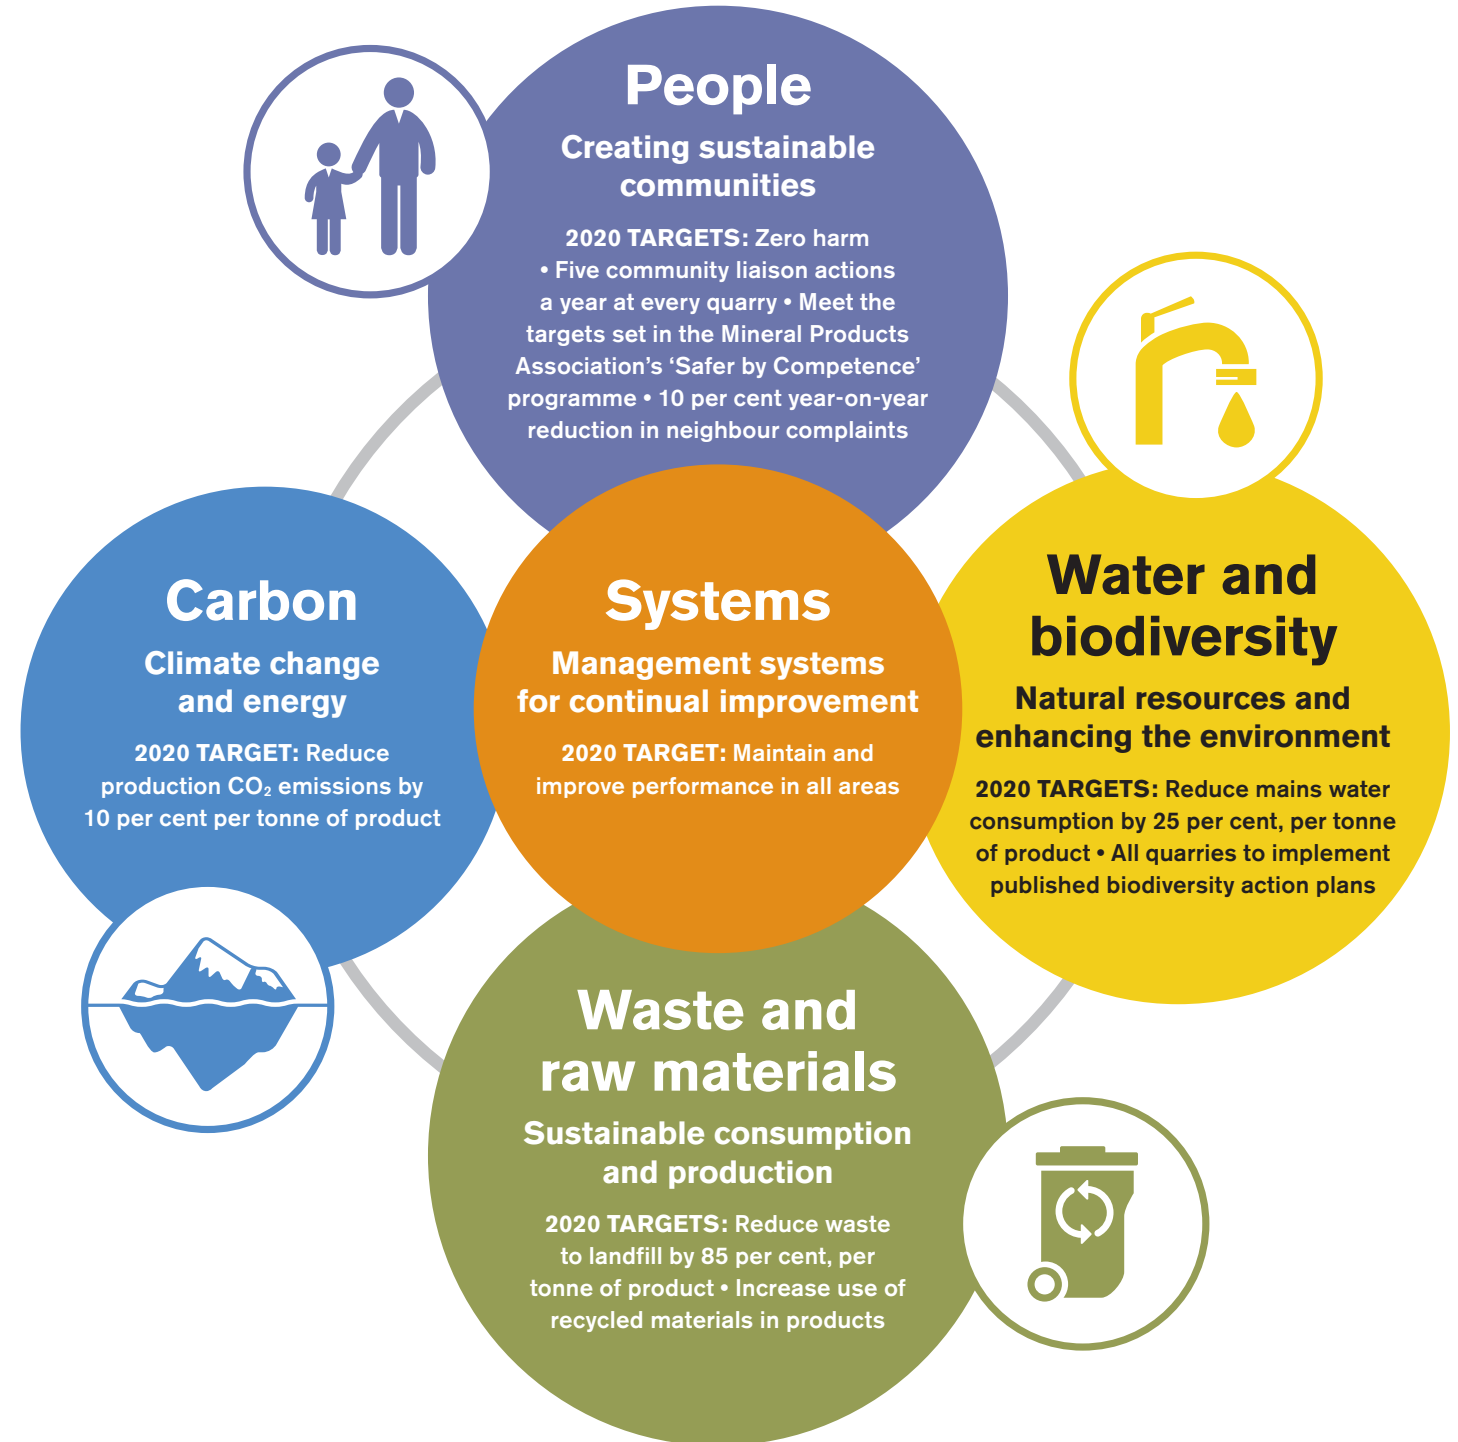 People
Creating sustainable
communities
2020 TARGETS: Zero harm
• Five community liaison actions
a year at every quarry • Meet the
targets set in the Mineral Products
Association’s ‘Safer by Competence’
programme • 10 per cent year-on-year
reduction in neighbour complaints
Carbon
Climate change
and energy
2020 TARGET: Reduce
production CO₂ emissions by
10 per cent per tonne of product
Systems
Management systems
for continual improvement
2020 TARGET: Maintain and
improve performance in all areas
Water and
biodiversity
Natural resources and
enhancing the environment
2020 TARGETS: Reduce mains water
consumption by 25 per cent, per tonne
of product • All quarries to implement
published biodiversity action plans
Waste and
raw materials
Sustainable consumption
and production
2020 TARGETS: Reduce waste
to landfill by 85 per cent, per
tonne of product • Increase use of
recycled materials in products